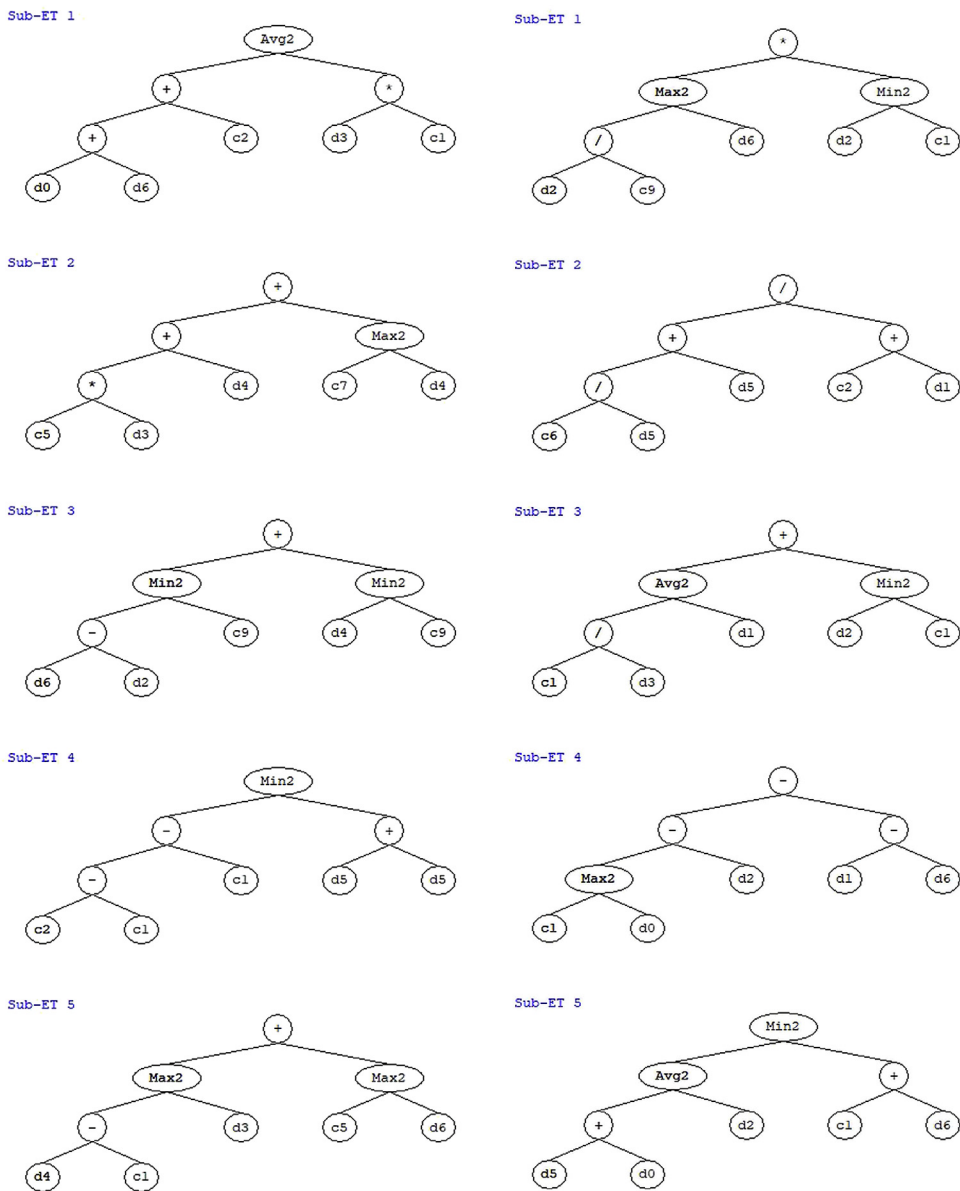 Sub-ET 1
Avg2
+ *
+ c2 d3 c1
d0 d6
Sub-ET 2
+
+ Max2
* d4 c7 d4
c5 d3
Sub-ET 3
+
Min2 Min2
- c9 d4 c9
d6 d2
Sub-ET 4
Min2
- +
- c1 d5 d5
c2 c1
Sub-ET 5
+
Max2 Max2
- d3 c5 d6
d4 c1
Sub-ET 1
*
Max2 Min2
/ d6 d2 c1
d2 c9
Sub-ET 2
/
+ +
/ d5 c2 d1
c6 d5
Sub-ET 3
+
Avg2 Min2
/ d1 d2 c1
c1 d3
Sub-ET 4
-
- -
Max2 d2 d1 d6
c1 d0
Sub-ET 5
Min2
Avg2 +
+ d2 c1 d6
d5 d0